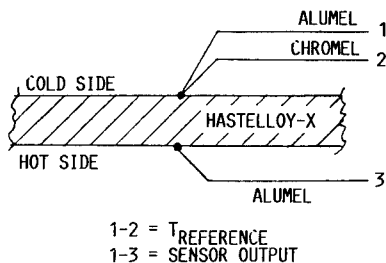 ALUMEL 1
CHROMEL 2
COLD SIDE
HASTELLOY-X
HOT SIDE
3
ALUMEL
1-2 = TREFERENCE
1-3 = SENSOR OUTPUT